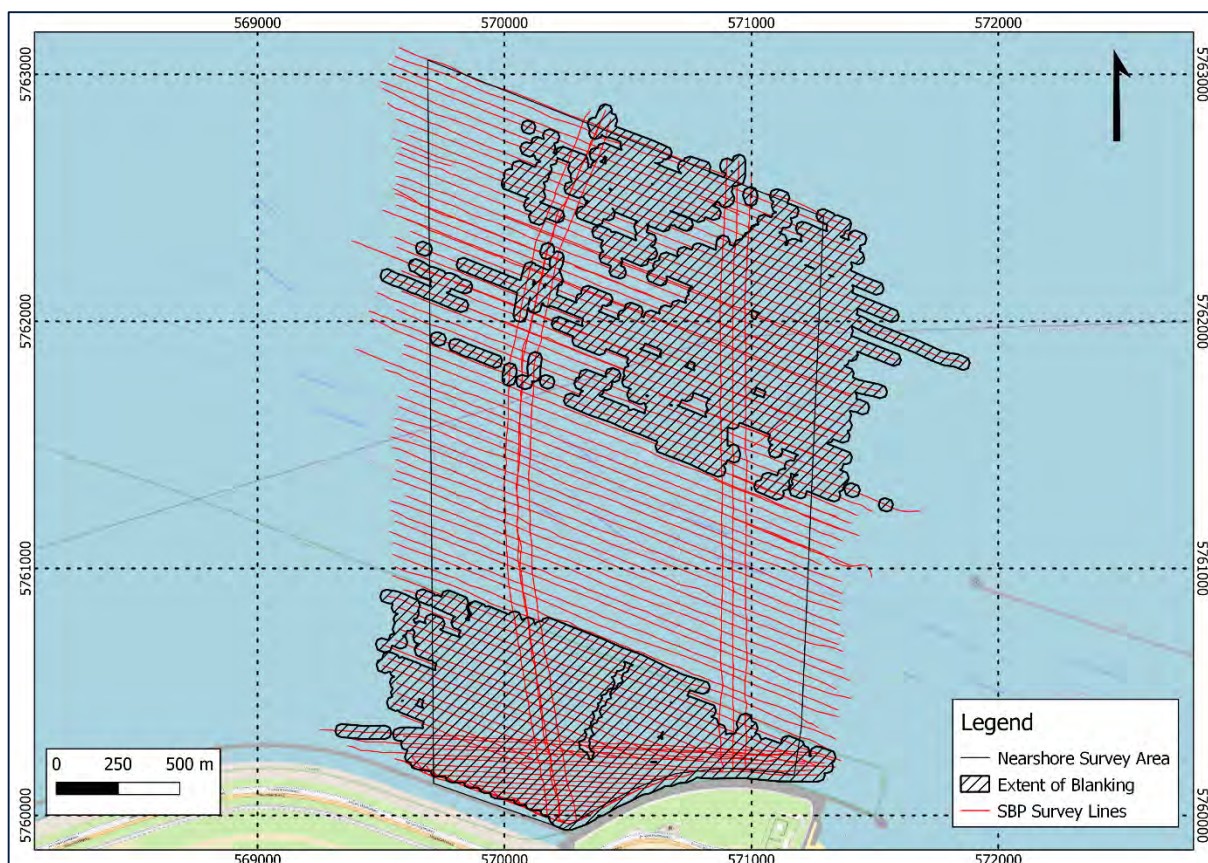 569000 570000 571000 572000
5763000 5763000
5762000 5762000
5761000 5761000
5760000 5760000
Legend
Nearshore Survey Area
Extent of Blanking
SBP Survey Lines
0 250 500 m
569000 570000 571000 572000